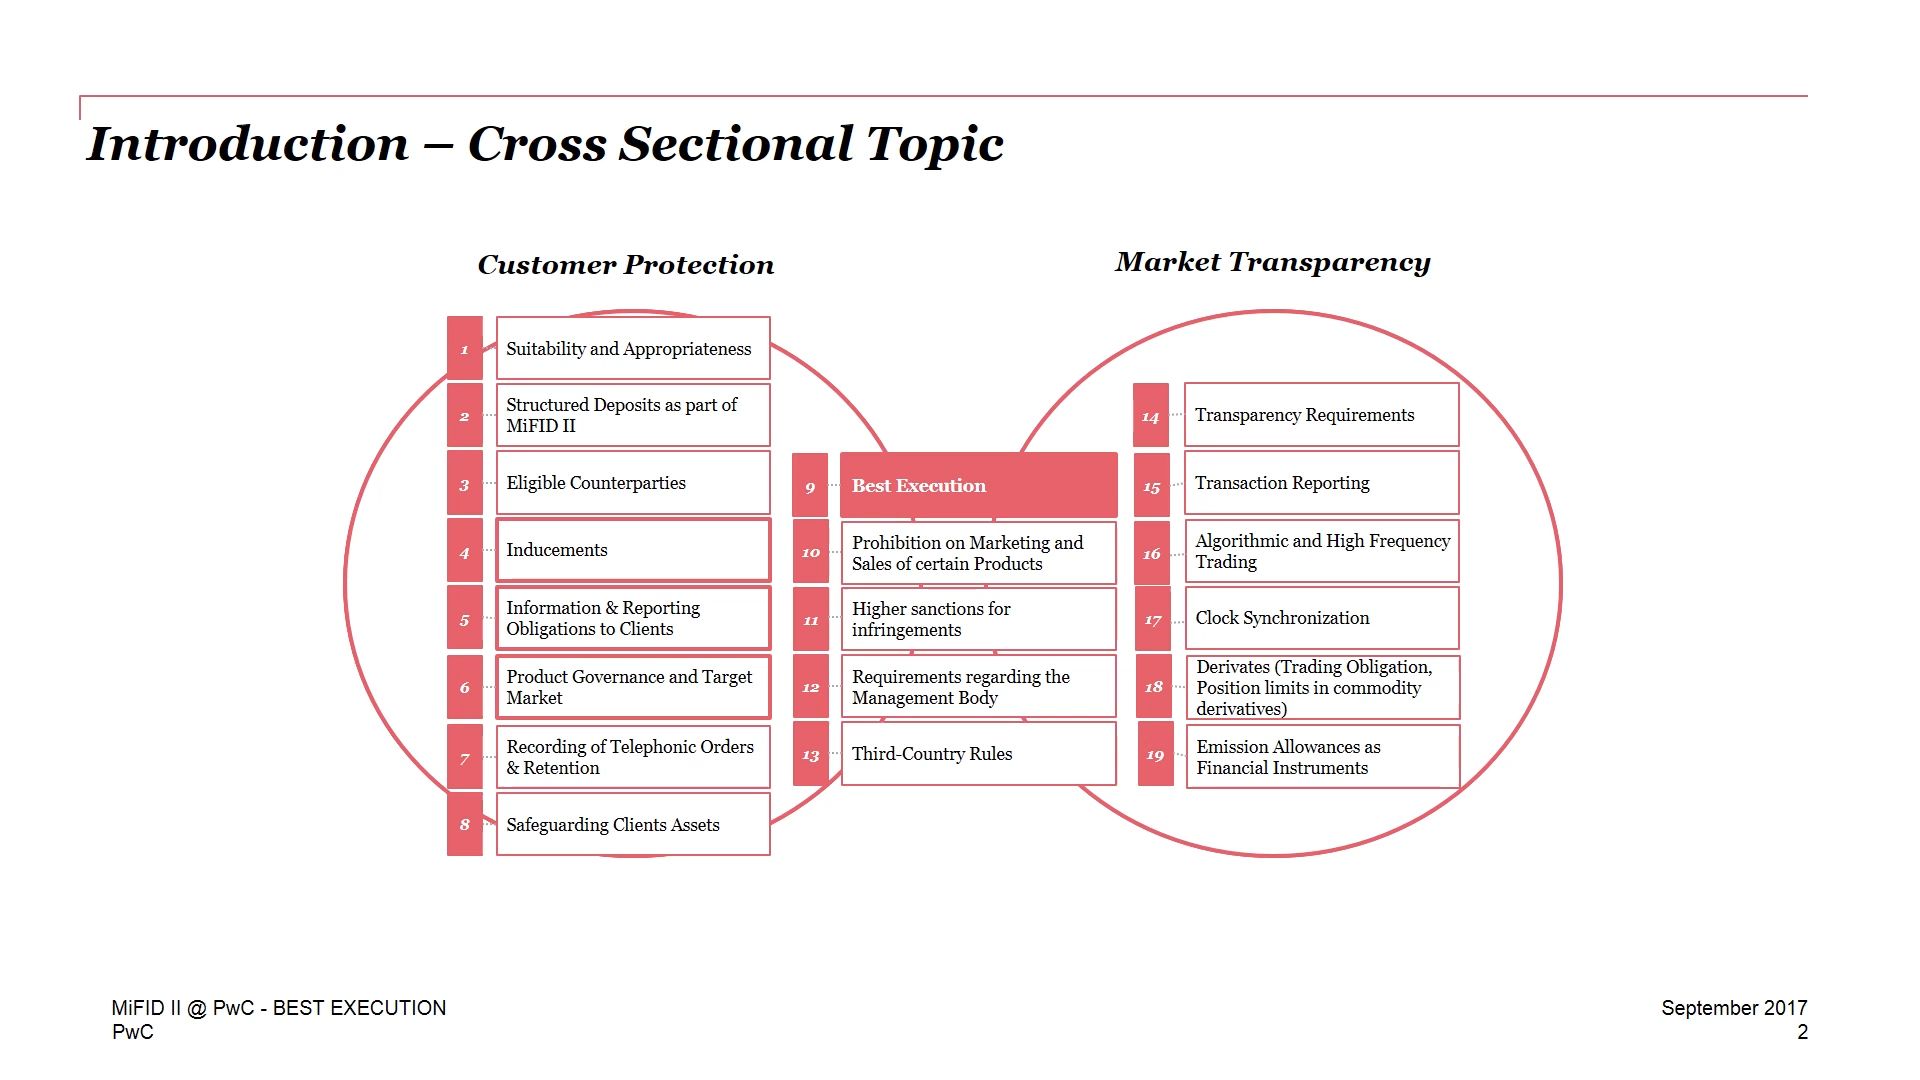 Introduction – Cross Sectional Topic
Customer Protection
1
Suitability and Appropriateness
2
Structured Deposits as part of
MiFID II
3
Eligible Counterparties
4
Inducements
5
Information & Reporting
Obligations to Clients
6
Product Governance and Target
Market
7
Recording of Telephonic Orders
& Retention
8
Safeguarding Clients Assets
9
Best Execution
10
Prohibition on Marketing and
Sales of certain Products
11
Higher sanctions for
infringements
12
Requirements regarding the
Management Body
13
Third-Country Rules
Market Transparency
14
Transparency Requirements
15
Transaction Reporting
16
Algorithmic and High Frequency
Trading
17
Clock Synchronization
18
Derivates (Trading Obligation,
Position limits in commodity
derivatives)
19
Emission Allowances as
Financial Instruments
MiFID II @ PwC - BEST EXECUTION
PwC
September 2017
2